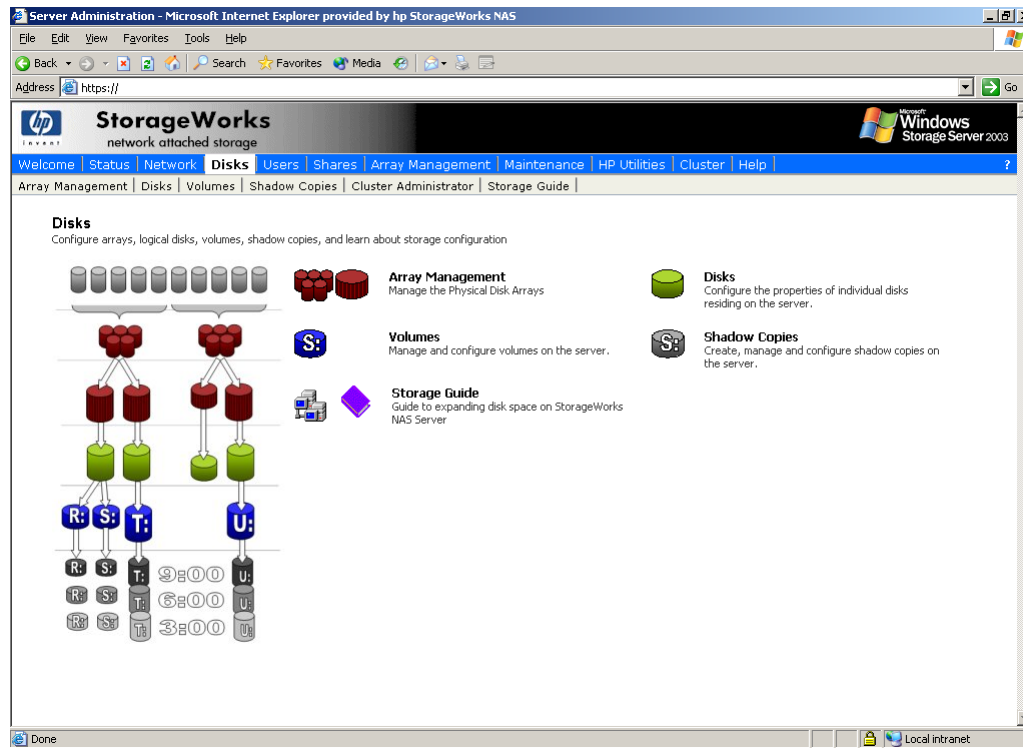 Server Administration - Microsoft Internet Explorer provided by hp StorageWorks NAS
File Edit View Favorites Tools Help
Back Search Favorites Media
Address https:// Go
hp
invent
StorageWorks
network attached storage
Microsoft
Windows
Storage Server 2003
Welcome | Status | Network | Disks | Users | Shares | Array Management | Maintenance | HP Utilities | Cluster | Help | ?
Array Management | Disks | Volumes | Shadow Copies | Cluster Administrator | Storage Guide |
Disks
Configure arrays, logical disks, volumes, shadow copies, and learn about storage configuration
Array Management
Manage the Physical Disk Arrays
Disks
Configure the properties of individual disks
residing on the server.
S:
Volumes
Manage and configure volumes on the server.
S:
Shadow Copies
Create, manage and configure shadow copies on
the server.
Storage Guide
Guide to expanding disk space on StorageWorks
NAS Server
R: S: T: U:
R: S: T: 9:00 U:
R: S: T: 6:00 U:
R: S: T: 3:00 U:
Done Local intranet